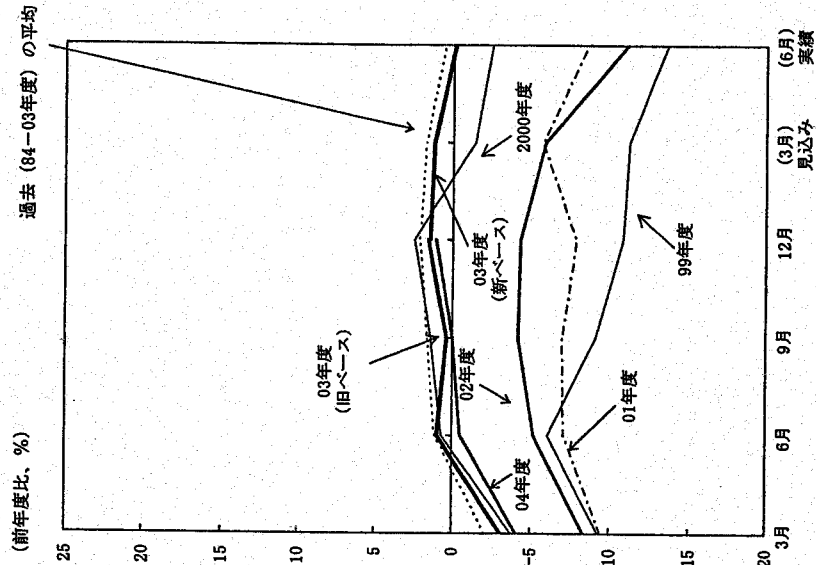 (前年度比、%)
過去(84－03年度)の平均
25
20
15
10
5
0
－5
10
15
20
03年度
(旧ベース)
03年度
(新ベース)
2000年度
02年度
04年度
01年度
99年度
3月
6月
9月
12月
(3月)
見込み
(6月)
実績